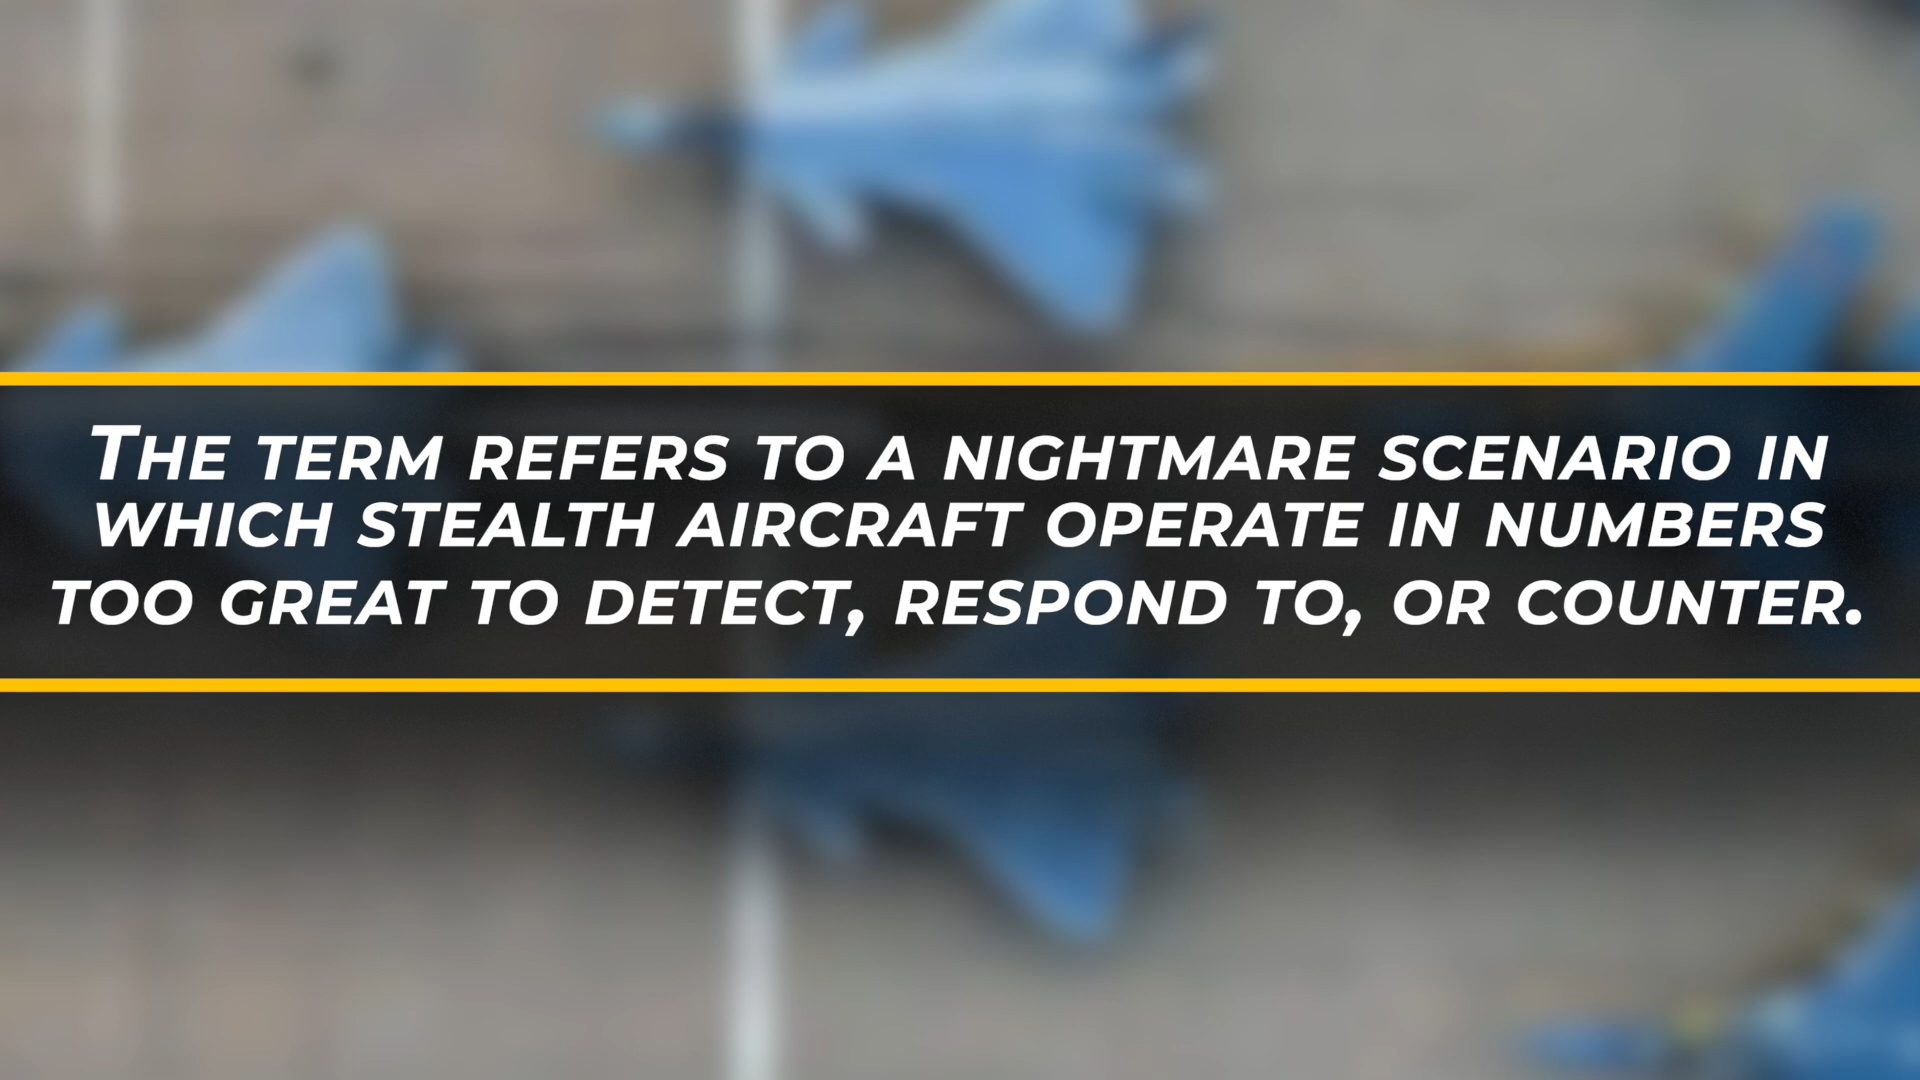 The term refers to a nightmare scenario in
which stealth aircraft operate in numbers
too great to detect, respond to, or counter.